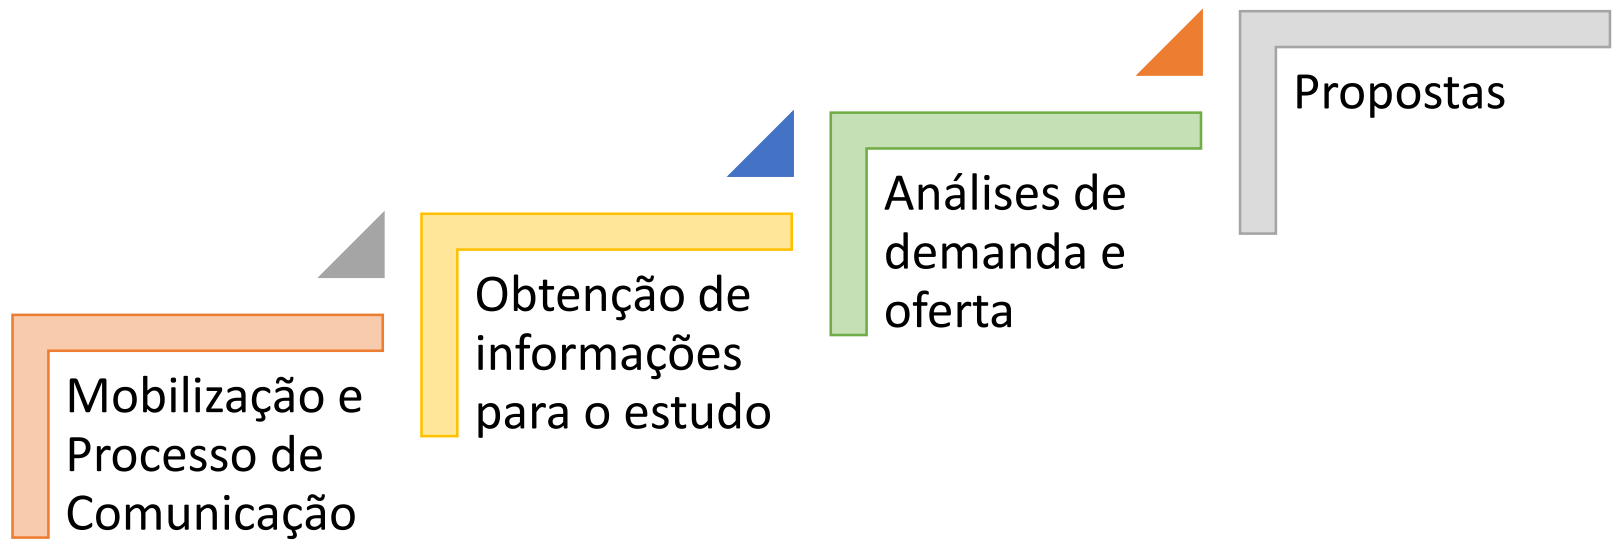 Mobilização e
Processo de
Comunicação
Obtenção de
informações
para o estudo
Análises de
demanda e
oferta
Propostas